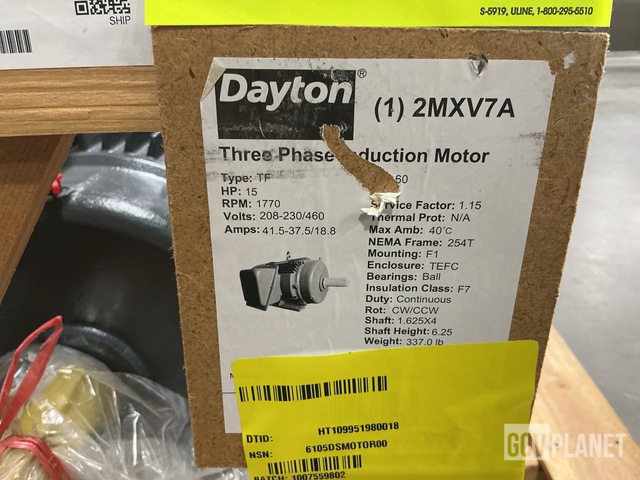 SHIP
S-5919, ULINE, 1-800-295-5510
Dayton® (1) 2MXV7A
Three Phase Induction Motor
Type: TF
HP: 15
RPM: 1770
Volts: 208-230/460
Amps: 41.5-37.5/18.8
60
Service Factor: 1.15
Thermal Prot: N/A
Max Amb: 40°C
NEMA Frame: 254T
Mounting: F1
Enclosure: TEFC
Bearings: Ball
Insulation Class: F7
Duty: Continuous
Rot: CW/CCW
Shaft: 1.625X4
Shaft Height: 6.25
Weight: 337.0 lb
DTID: HT109951980018
NSN: 6105DSMOTOR00
BATCH: 1007559802
GOVPLANET